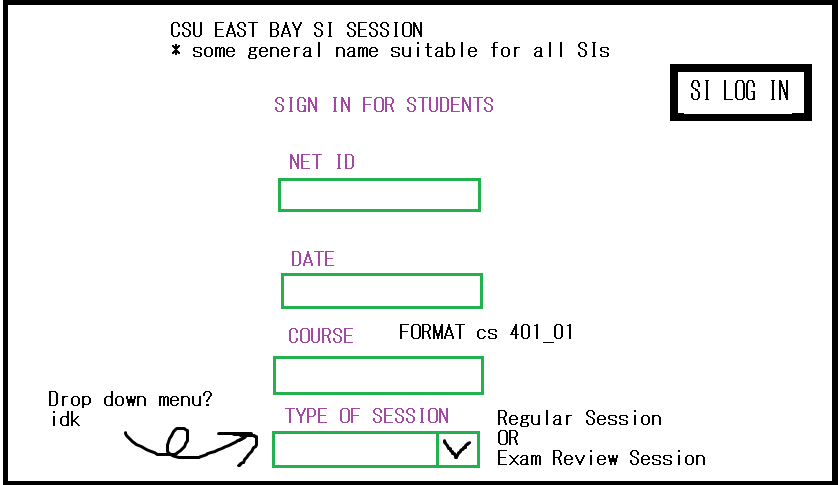 CSU EAST BAY SI SESSION
* some general name suitable for all SIs
SI LOG IN
SIGN IN FOR STUDENTS
NET ID
DATE
COURSE
FORMAT cs 401_01
Drop down menu?
idk
TYPE OF SESSION
Regular Session
OR
Exam Review Session